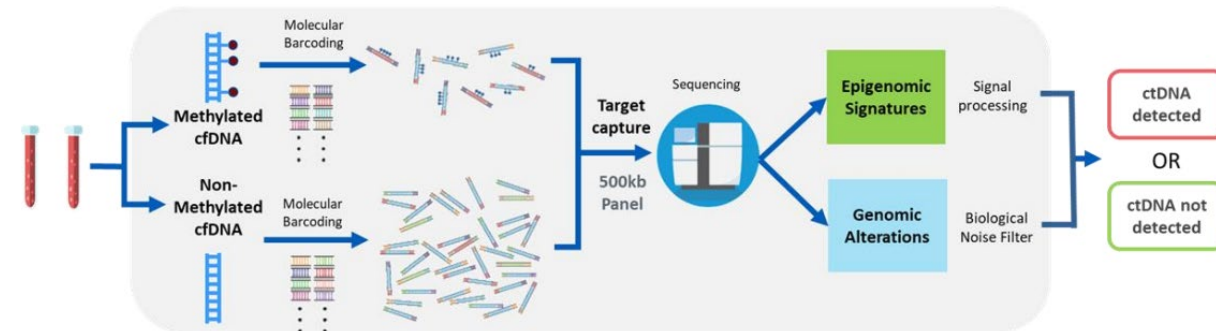 Molecular
Barcoding
Methylated
cfDNA
Non-
Methylated
cfDNA
Molecular
Barcoding
Target
capture
500kb
Panel
Sequencing
Epigenomic
Signatures
Signal
processing
Genomic
Alterations
Biological
Noise Filter
ctDNA
detected
OR
ctDNA not
detected